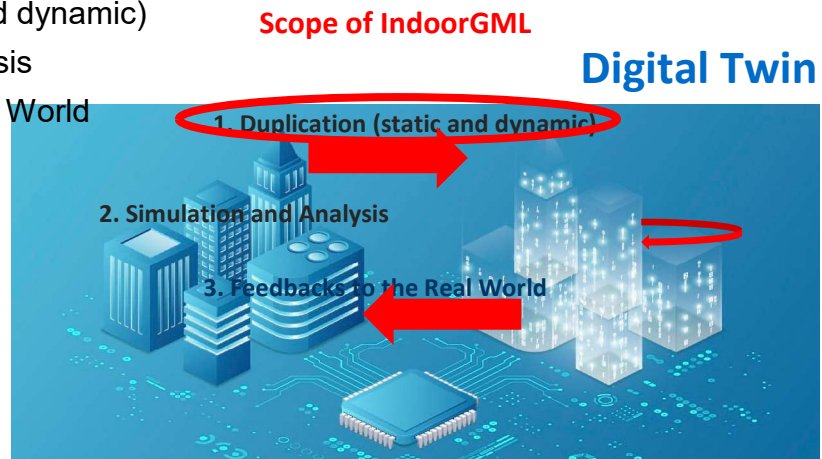 d dynamic)
Scope of IndoorGML
sis
Digital Twin
World
1. Duplication (static and dynamic)
2. Simulation and Analysis
3. Feedbacks to the Real World